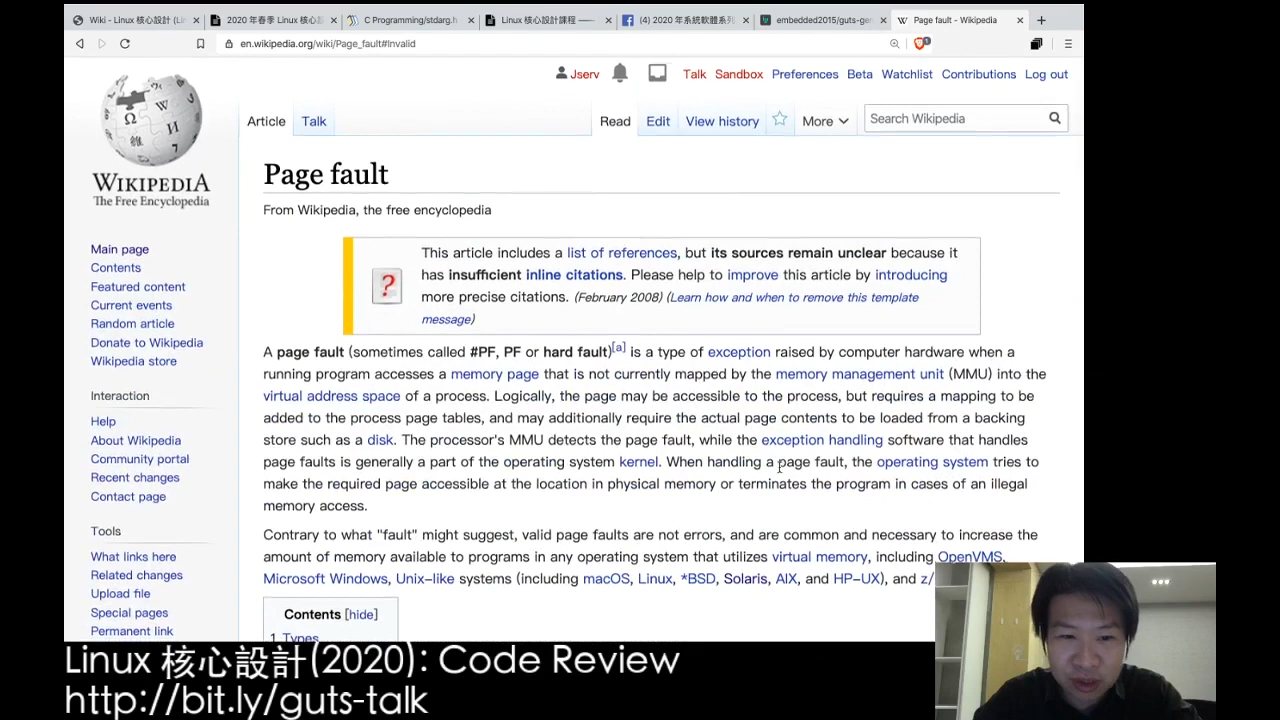 Wiki - Linux 核心設計 (Lin
2020 年春季 Linux 核心設
C Programming/stdarg.h
Linux 核心設計課程 ——
(4) 2020 年系統軟體系列
embedded2015/guts-gen
Page fault - Wikipedia
en.wikipedia.org/wiki/Page_fault#Invalid
Jserv Talk Sandbox Preferences Beta Watchlist Contributions Log out
Article Talk Read Edit View history More Search Wikipedia
WIKIPEDIA
The Free Encyclopedia
Page fault
From Wikipedia, the free encyclopedia
This article includes a list of references, but its sources remain unclear because it
has insufficient inline citations. Please help to improve this article by introducing
more precise citations. (February 2008) (Learn how and when to remove this template
message)
Main page
Contents
Featured content
Current events
Random article
Donate to Wikipedia
Wikipedia store
Interaction
Help
About Wikipedia
Community portal
Recent changes
Contact page
Tools
What links here
Related changes
Upload file
Special pages
Permanent link
A page fault (sometimes called #PF, PF or hard fault)[a] is a type of exception raised by computer hardware when a
running program accesses a memory page that is not currently mapped by the memory management unit (MMU) into the
virtual address space of a process. Logically, the page may be accessible to the process, but requires a mapping to be
added to the process page tables, and may additionally require the actual page contents to be loaded from a backing
store such as a disk. The processor's MMU detects the page fault, while the exception handling software that handles
page faults is generally a part of the operating system kernel. When handling a page fault, the operating system tries to
make the required page accessible at the location in physical memory or terminates the program in cases of an illegal
memory access.
Contrary to what "fault" might suggest, valid page faults are not errors, and are common and necessary to increase the
amount of memory available to programs in any operating system that utilizes virtual memory, including OpenVMS,
Microsoft Windows, Unix-like systems (including macOS, Linux, *BSD, Solaris, AIX, and HP-UX), and z/
Contents [hide]
1 Types
Linux 核心設計(2020): Code Review
http://bit.ly/guts-talk